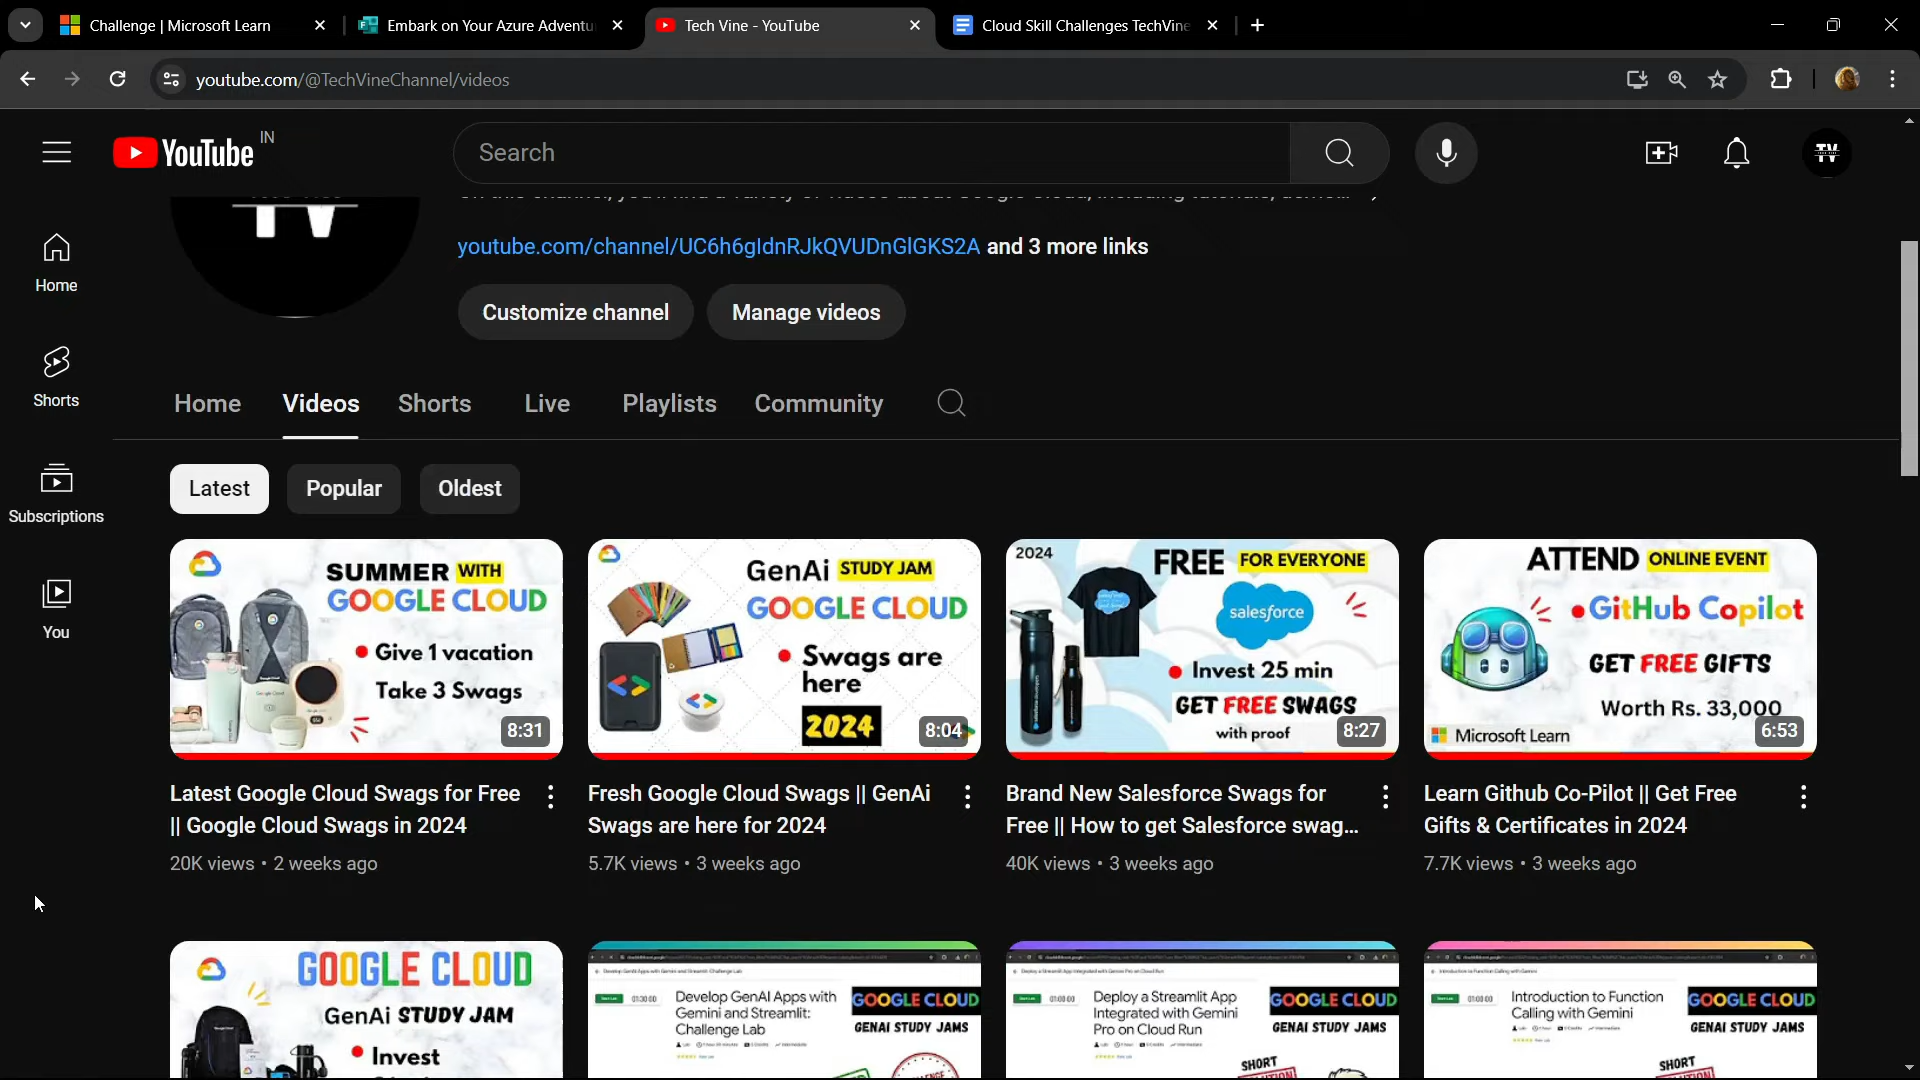 Challenge | Microsoft Learn
Embark on Your Azure Adventu
Tech Vine - YouTube
Cloud Skill Challenges TechVine
youtube.com/@TechVineChannel/videos
YouTube IN
Search
TV
TV
youtube.com/channel/UC6h6gldnRJkQVUDnGlGKS2A and 3 more links
Customize channel
Manage videos
Home
Shorts
Subscriptions
You
Home
Videos
Shorts
Live
Playlists
Community
Latest
Popular
Oldest
SUMMER WITH
GOOGLE CLOUD
Give 1 vacation
Take 3 Swags
8:31
GenAi STUDY JAM
GOOGLE CLOUD
Swags are
here
2024
8:04
2024
FREE FOR EVERYONE
salesforce
Invest 25 min
GET FREE SWAGS
with proof
8:27
ATTEND ONLINE EVENT
GitHub Copilot
GET FREE GIFTS
Worth Rs. 33,000
Microsoft Learn
6:53
Latest Google Cloud Swags for Free
|| Google Cloud Swags in 2024
20K views • 2 weeks ago
Fresh Google Cloud Swags || GenAi
Swags are here for 2024
5.7K views • 3 weeks ago
Brand New Salesforce Swags for
Free || How to get Salesforce swag...
40K views • 3 weeks ago
Learn Github Co-Pilot || Get Free
Gifts & Certificates in 2024
7.7K views • 3 weeks ago
GOOGLE CLOUD
GenAi STUDY JAM
Invest
Develop GenAI Apps with
Gemini and Streamlit:
Challenge Lab
GOOGLE CLOUD
GENAI STUDY JAMS
Deploy a Streamlit App
Integrated with Gemini
Pro on Cloud Run
GOOGLE CLOUD
GENAI STUDY JAMS
SHORT
Introduction to Function
Calling with Gemini
GOOGLE CLOUD
GENAI STUDY JAMS
SHORT